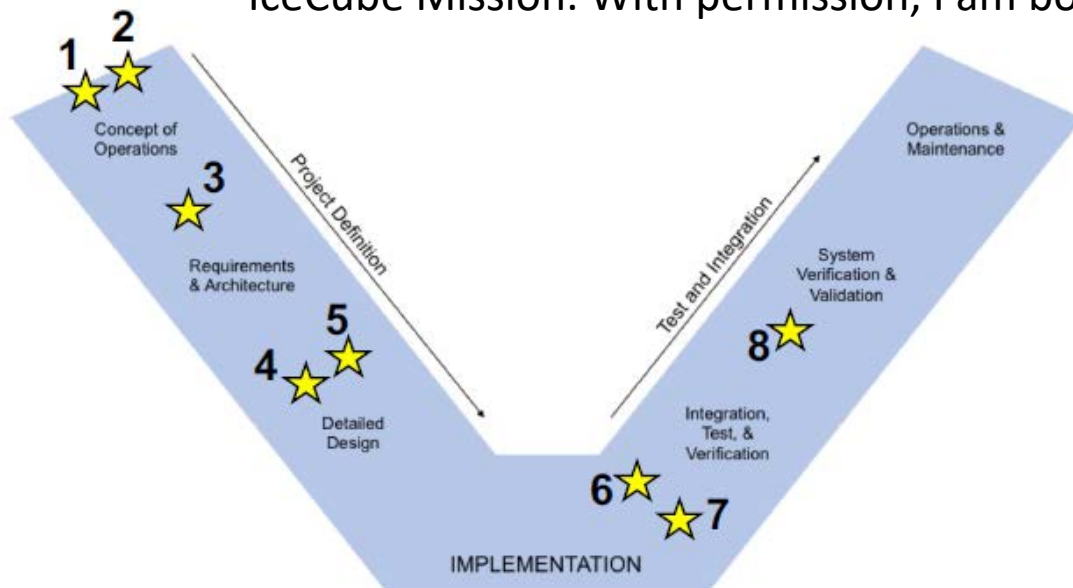 IceCube Mission. With permission, I am bo
1
2
Concept of
Operations
3
Requirements
& Architecture
4
5
Detailed
Design
Project Definition
IMPLEMENTATION
6
7
Integration,
Test, &
Verification
8
System
Verification &
Validation
Test and Integration
Operations &
Maintenance